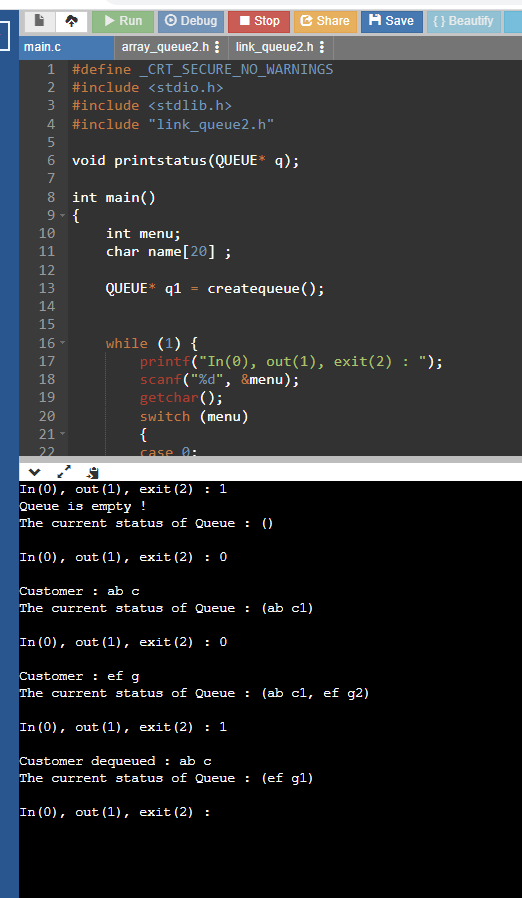 Run Debug Stop Share Save { } Beautify
main.c array_queue2.h link_queue2.h
1 #define _CRT_SECURE_NO_WARNINGS
2 #include <stdio.h>
3 #include <stdlib.h>
4 #include "link_queue2.h"
5
6 void printstatus(QUEUE* q);
7
8 int main()
9 {
10 int menu;
11 char name[20] ;
12
13 QUEUE* q1 = createqueue();
14
15
16 while (1) {
17 printf("In(0), out(1), exit(2) : ");
18 scanf("%d", &menu);
19 getchar();
20 switch (menu)
21 {
22 case 0:
In(0), out(1), exit(2) : 1
Queue is empty !
The current status of Queue : ()
In(0), out(1), exit(2) : 0
Customer : ab c
The current status of Queue : (ab c1)
In(0), out(1), exit(2) : 0
Customer : ef g
The current status of Queue : (ab c1, ef g2)
In(0), out(1), exit(2) : 1
Customer dequeued : ab c
The current status of Queue : (ef g1)
In(0), out(1), exit(2) :